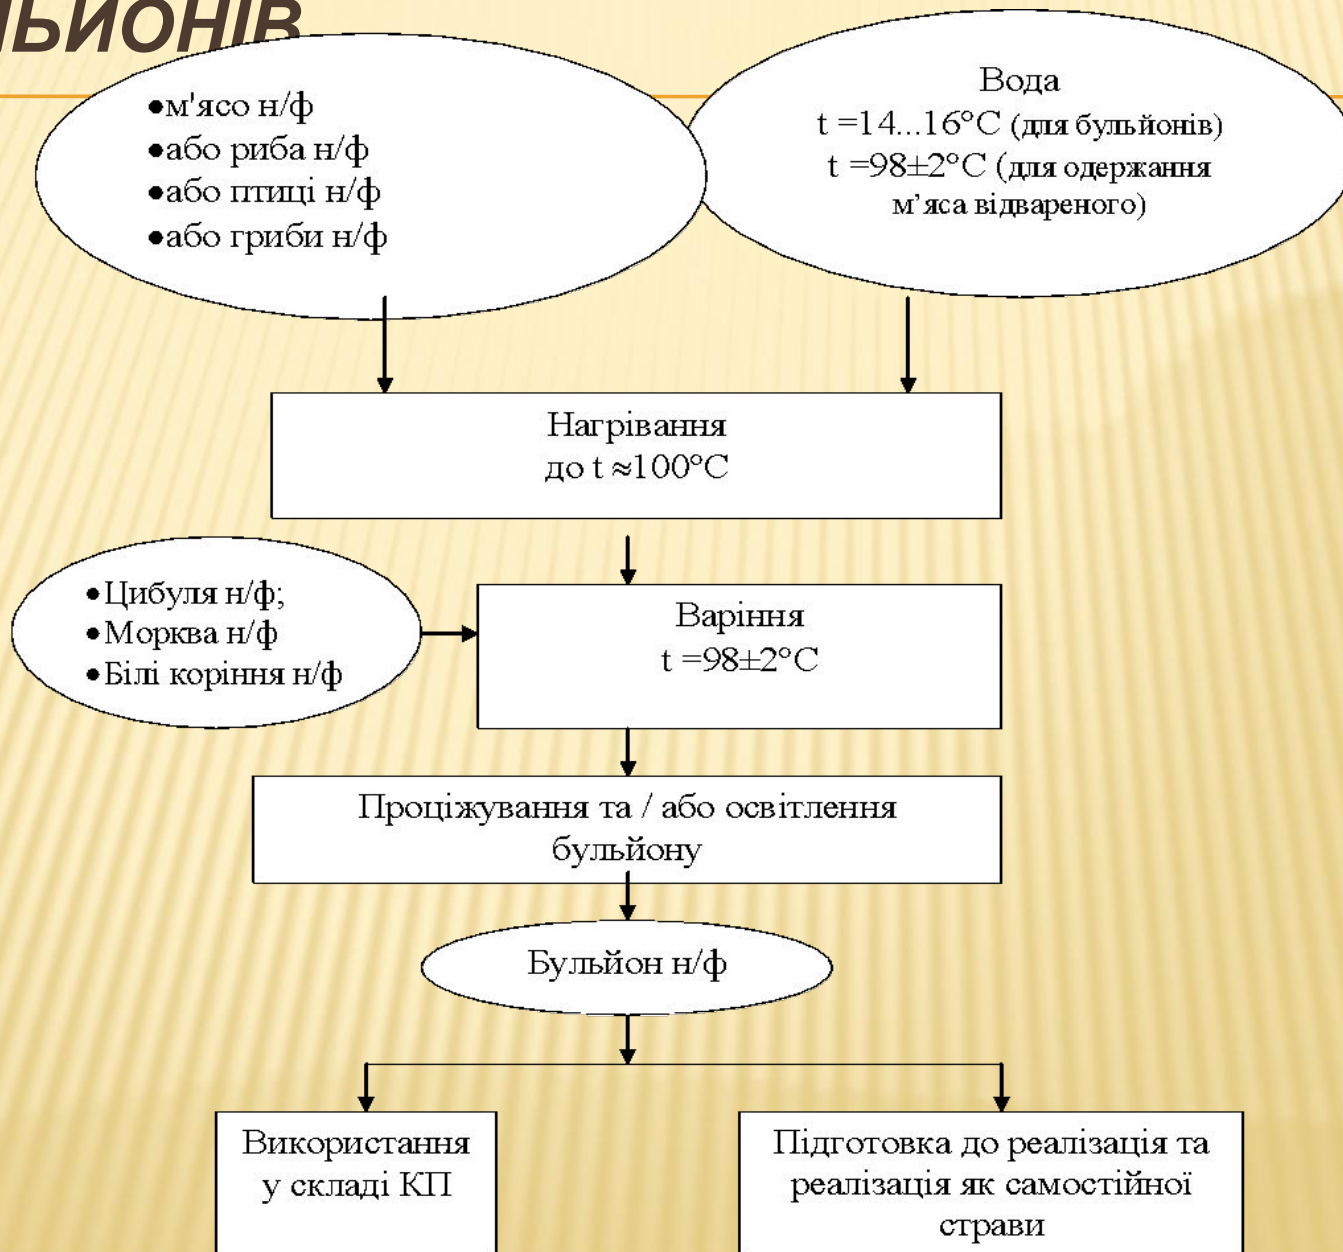 ЛЬЙОНІВ
•м'ясо н/ф
•або риба н/ф
•або птиці н/ф
•або гриби н/ф
Вода
t =14...16°C (для бульйонів)
t =98±2°C (для одержання
м’яса відвареного)
Нагрівання
до t ≈100°C
•Цибуля н/ф;
•Морква н/ф
•Білі коріння н/ф
Варіння
t =98±2°C
Проціжування та / або освітлення
бульйону
Бульйон н/ф
Використання
у складі КП
Підготовка до реалізація та
реалізація як самостійної
страви